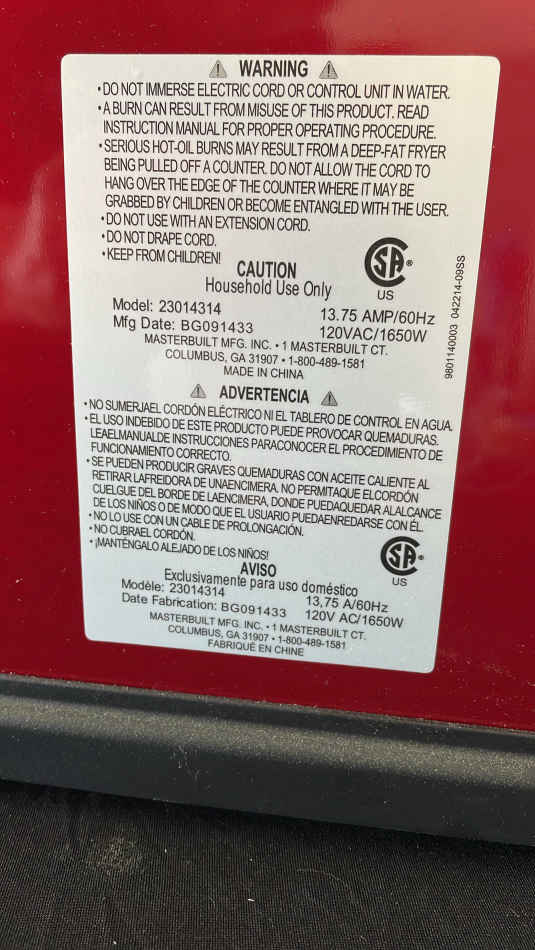 WARNING
• DO NOT IMMERSE ELECTRIC CORD OR CONTROL UNIT IN WATER.
• A BURN CAN RESULT FROM MISUSE OF THIS PRODUCT. READ
INSTRUCTION MANUAL FOR PROPER OPERATING PROCEDURE.
• SERIOUS HOT-OIL BURNS MAY RESULT FROM A DEEP-FAT FRYER
BEING PULLED OFF A COUNTER. DO NOT ALLOW THE CORD TO
HANG OVER THE EDGE OF THE COUNTER WHERE IT MAY BE
GRABBED BY CHILDREN OR BECOME ENTANGLED WITH THE USER.
• DO NOT USE WITH AN EXTENSION CORD.
• DO NOT DRAPE CORD.
• KEEP FROM CHILDREN!
CAUTION
Household Use Only
SA ®
US
Model: 23014314 13.75 AMP/60Hz
Mfg Date: BG091433 120VAC/1650W
MASTERBUILT MFG. INC. • 1 MASTERBUILT CT.
COLUMBUS, GA 31907 • 1-800-489-1581
MADE IN CHINA
9801140003 042214-09SS
ADVERTENCIA
• NO SUMERJAEL CORDÓN ELÉCTRICO NI EL TABLERO DE CONTROL EN AGUA.
• EL USO INDEBIDO DE ESTE PRODUCTO PUEDE PROVOCAR QUEMADURAS.
LEAELMANUALDE INSTRUCCIONES PARACONOCER EL PROCEDIMIENTO DE
FUNCIONAMIENTO CORRECTO.
• SE PUEDEN PRODUCIR GRAVES QUEMADURAS CON ACEITE CALIENTE AL
RETIRAR LAFREIDORA DE UNAENCIMERA. NO PERMITAQUE ELCORDÓN
CUELGUE DEL BORDE DE LAENCIMERA, DONDE PUEDAQUEDAR ALALCANCE
DE LOS NIÑOS O DE MODO QUE EL USUARIO PUEDAENREDARSE CON ÉL.
• NO LO USE CON UN CABLE DE PROLONGACIÓN.
• NO CUBRAEL CORDÓN.
• ¡MANTÉNGALO ALEJADO DE LOS NIÑOS!
AVISO
Exclusivamente para uso doméstico
SA ®
US
Modèle: 23014314 13,75 A/60Hz
Date Fabrication: BG091433 120V AC/1650W
MASTERBUILT MFG. INC. • 1 MASTERBUILT CT.
COLUMBUS, GA 31907 • 1-800-489-1581
FABRIQUÉ EN CHINE